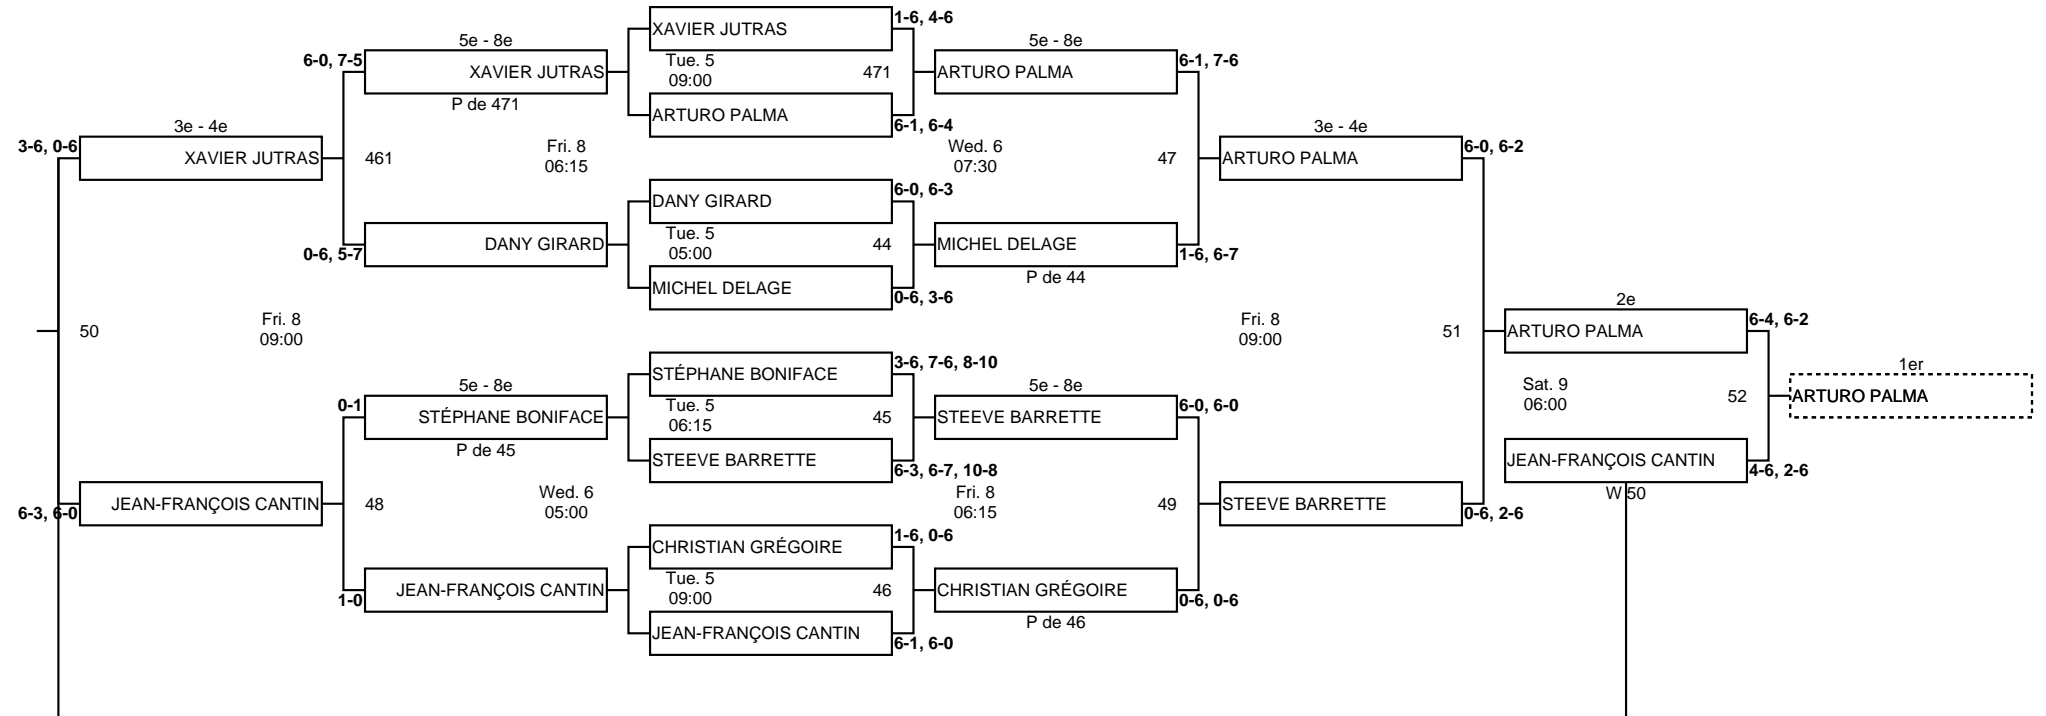 1-6, 4-6
XAVIER JUTRAS
5e - 8e
5e - 8e
6-0, 7-5
Tue. 5
6-1, 7-6
XAVIER JUTRAS
471
ARTURO PALMA
09:00
P de 471
ARTURO PALMA
6-1, 6-4
3e - 4e
3e - 4e
3-6, 0-6
Fri. 8
Wed. 6
6-0, 6-2
XAVIER JUTRAS
461
47
ARTURO PALMA
06:15
07:30
6-0, 6-3
DANY GIRARD
Tue. 5
DANY GIRARD
44
MICHEL DELAGE
0-6, 5-7
05:00
1-6, 6-7
P de 44
MICHEL DELAGE
0-6, 3-6
2e
Fri. 8
Fri. 8
6-4, 6-2
50
51
ARTURO PALMA
09:00
09:00
3-6, 7-6, 8-10
1er
STÉPHANE BONIFACE
5e - 8e
5e - 8e
Sat. 9
0-1
Tue. 5
6-0, 6-0
52
ARTURO PALMA
06:00
STÉPHANE BONIFACE
45
STEEVE BARRETTE
06:15
P de 45
STEEVE BARRETTE
JEAN-FRANÇOIS CANTIN
6-3, 6-7, 10-8
4-6, 2-6
Wed. 6
Fri. 8
W 50
JEAN-FRANÇOIS CANTIN
48
49
STEEVE BARRETTE
6-3, 6-0
05:00
06:15
0-6, 2-6
1-6, 0-6
CHRISTIAN GRÉGOIRE
Tue. 5
JEAN-FRANÇOIS CANTIN
46
CHRISTIAN GRÉGOIRE
1-0
09:00
0-6, 0-6
P de 46
JEAN-FRANÇOIS CANTIN
6-1, 6-0